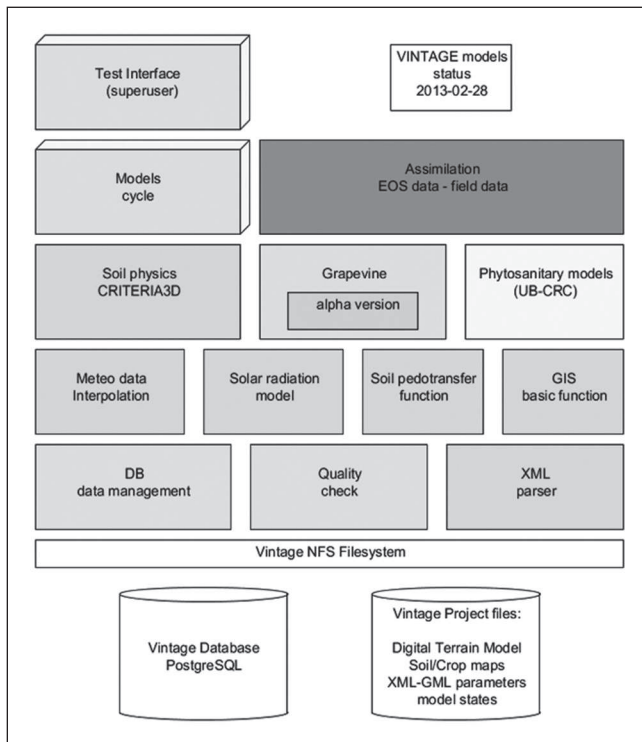 Test Interface
(superuser)
VINTAGE models
status
2013-02-28
Models
cycle
Assimilation
EOS data - field data
Soil physics
CRITERIA3D
Grapevine
alpha version
Phytosanitary models
(UB-CRC)
Meteo data
Interpolation
Solar radiation
model
Soil pedotransfer
function
GIS
basic function
DB
data management
Quality
check
XML
parser
Vintage NFS Filesystem
Vintage Database
PostgreSQL
Vintage Project files:
Digital Terrain Model
Soil/Crop maps
XML-GML parameters
model states